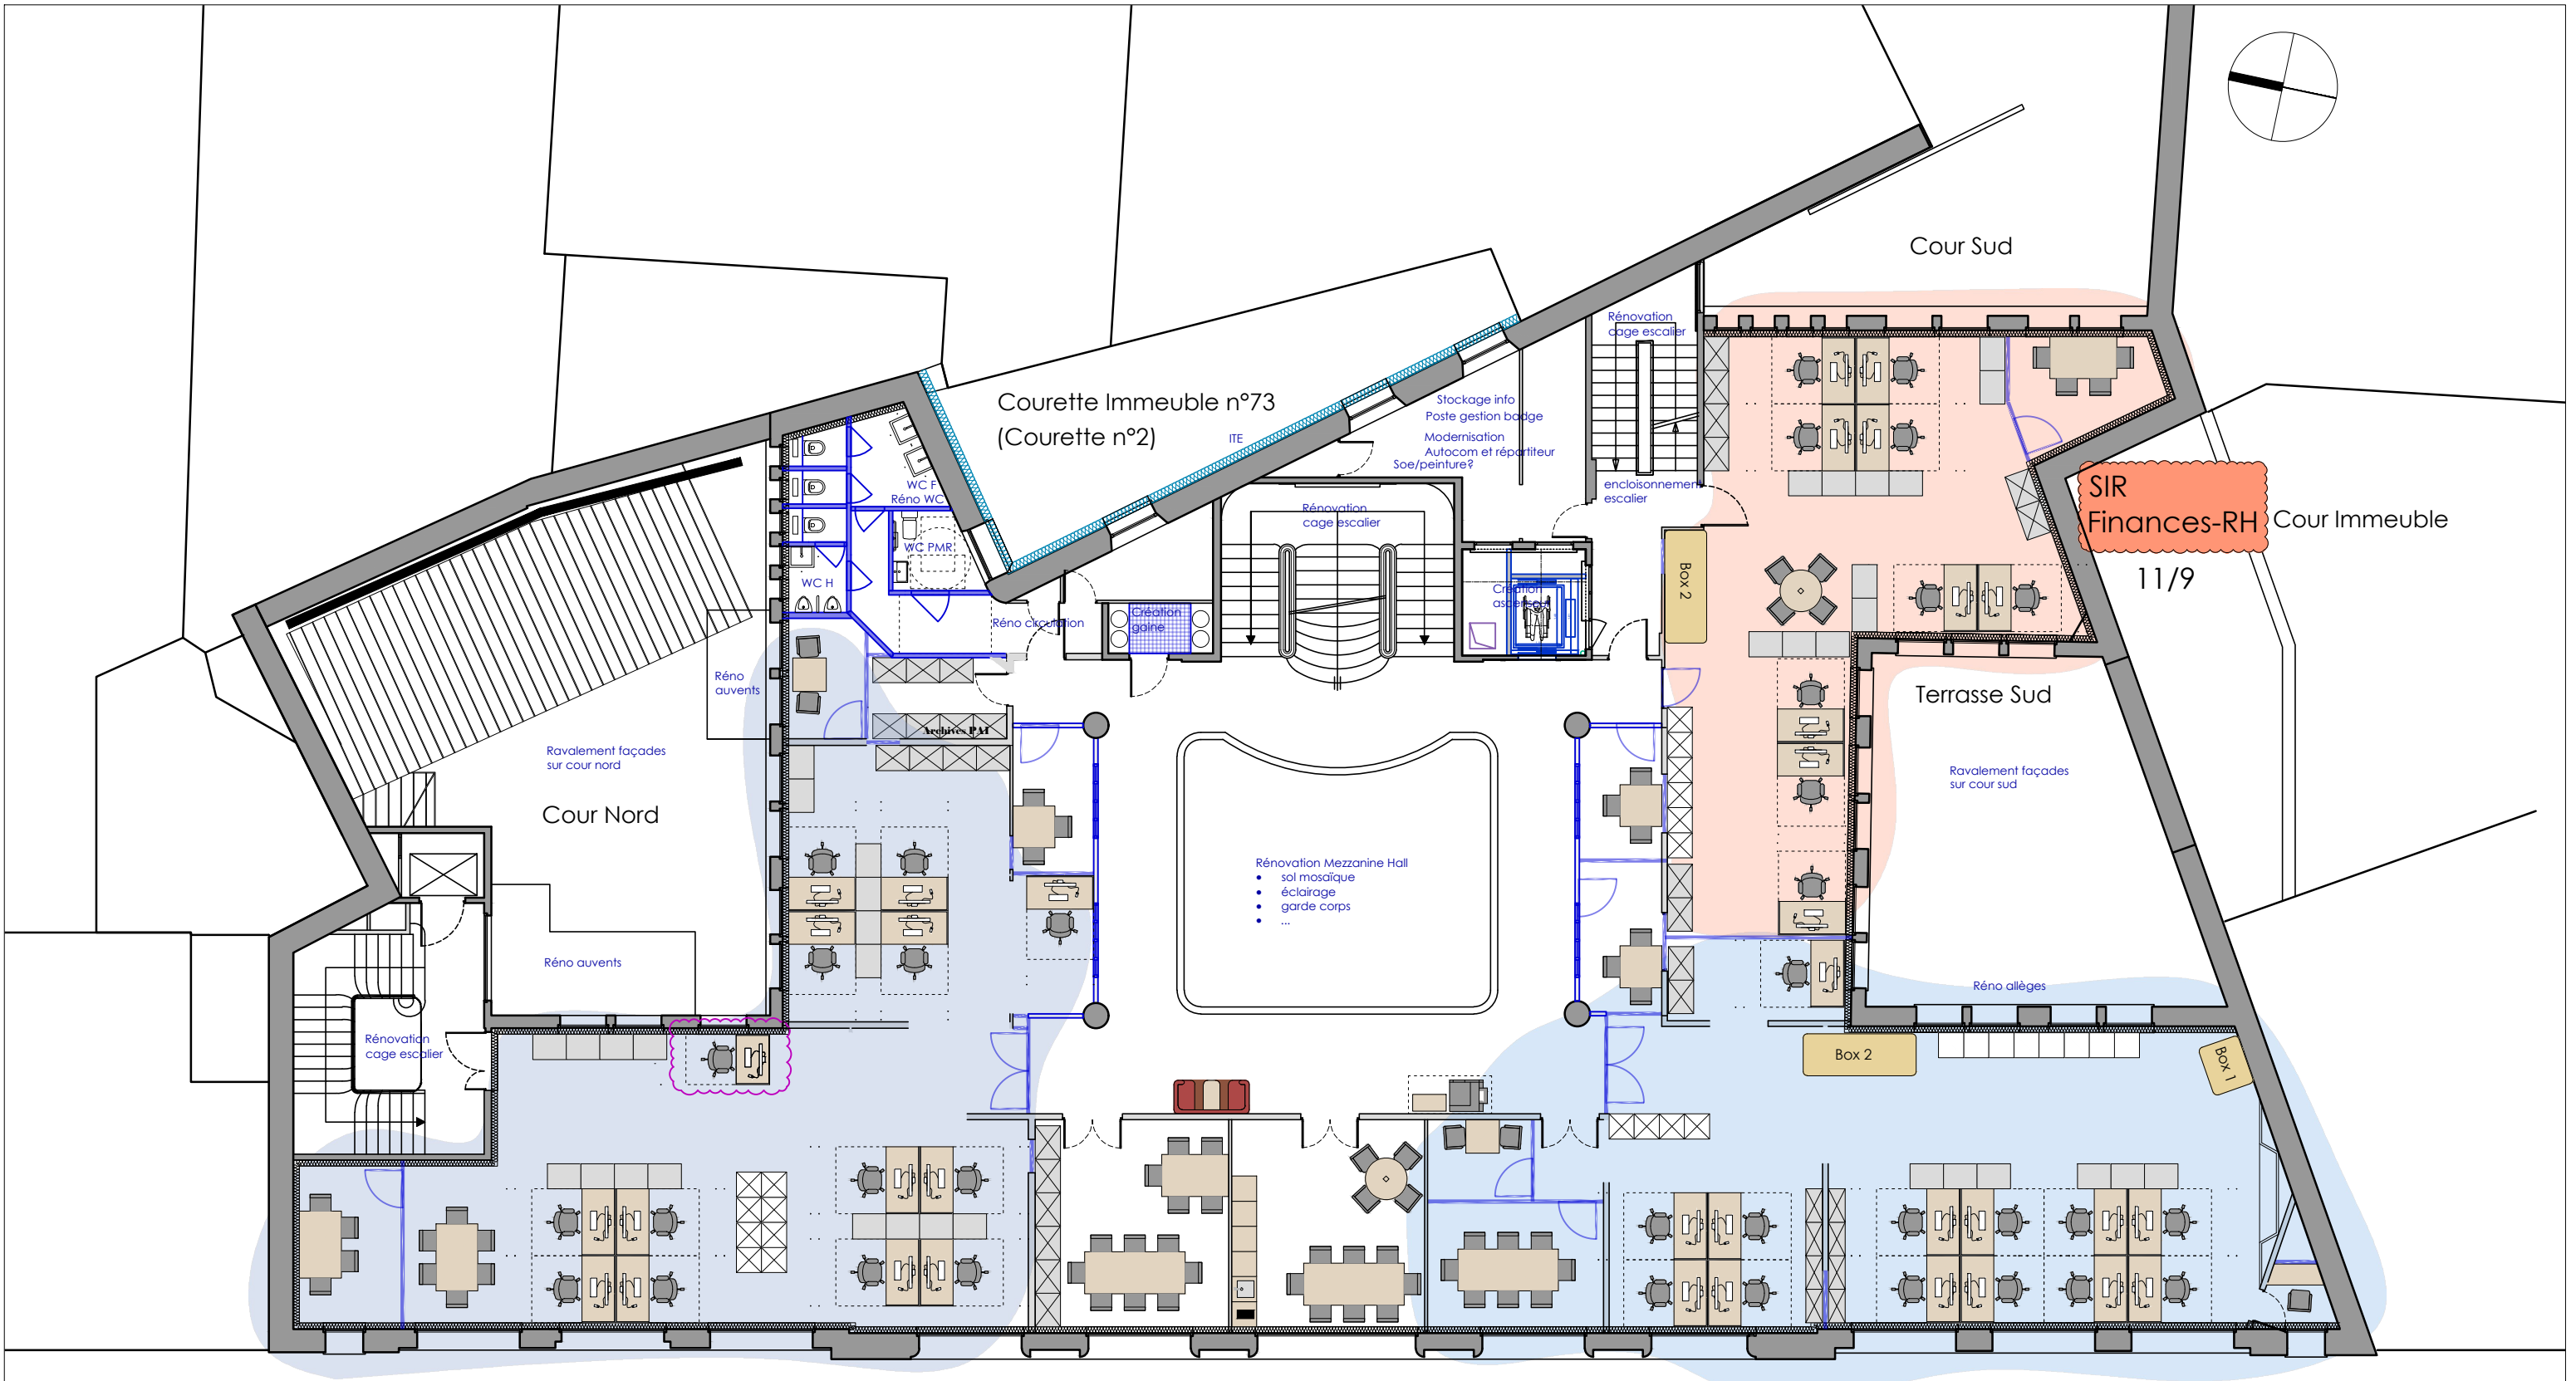 Cour Sud
Rénovation
cage escalier
Courette Immeuble n°73
(Courette n°2)
ITE
Stockage info
Poste gestion badge
Modernisation
Autocom et répartiteur
Soe/peinture?
encloisonnement
escalier
SIR
Finances-RH
11/9
Cour Immeuble
WC F
Réno WC
WC PMR
WC H
Rénovation
cage escalier
Création
gaine
Création
ascenseur
Box 2
Réno circulation
Réno
auvents
Archives PAI
Terrasse Sud
Ravalement façades
sur cour nord
Cour Nord
Ravalement façades
sur cour sud
Rénovation Mezzanine Hall
• sol mosaïque
• éclairage
• garde corps
• ...
Réno auvents
Réno allèges
Rénovation
cage escalier
Box 2
Box 1